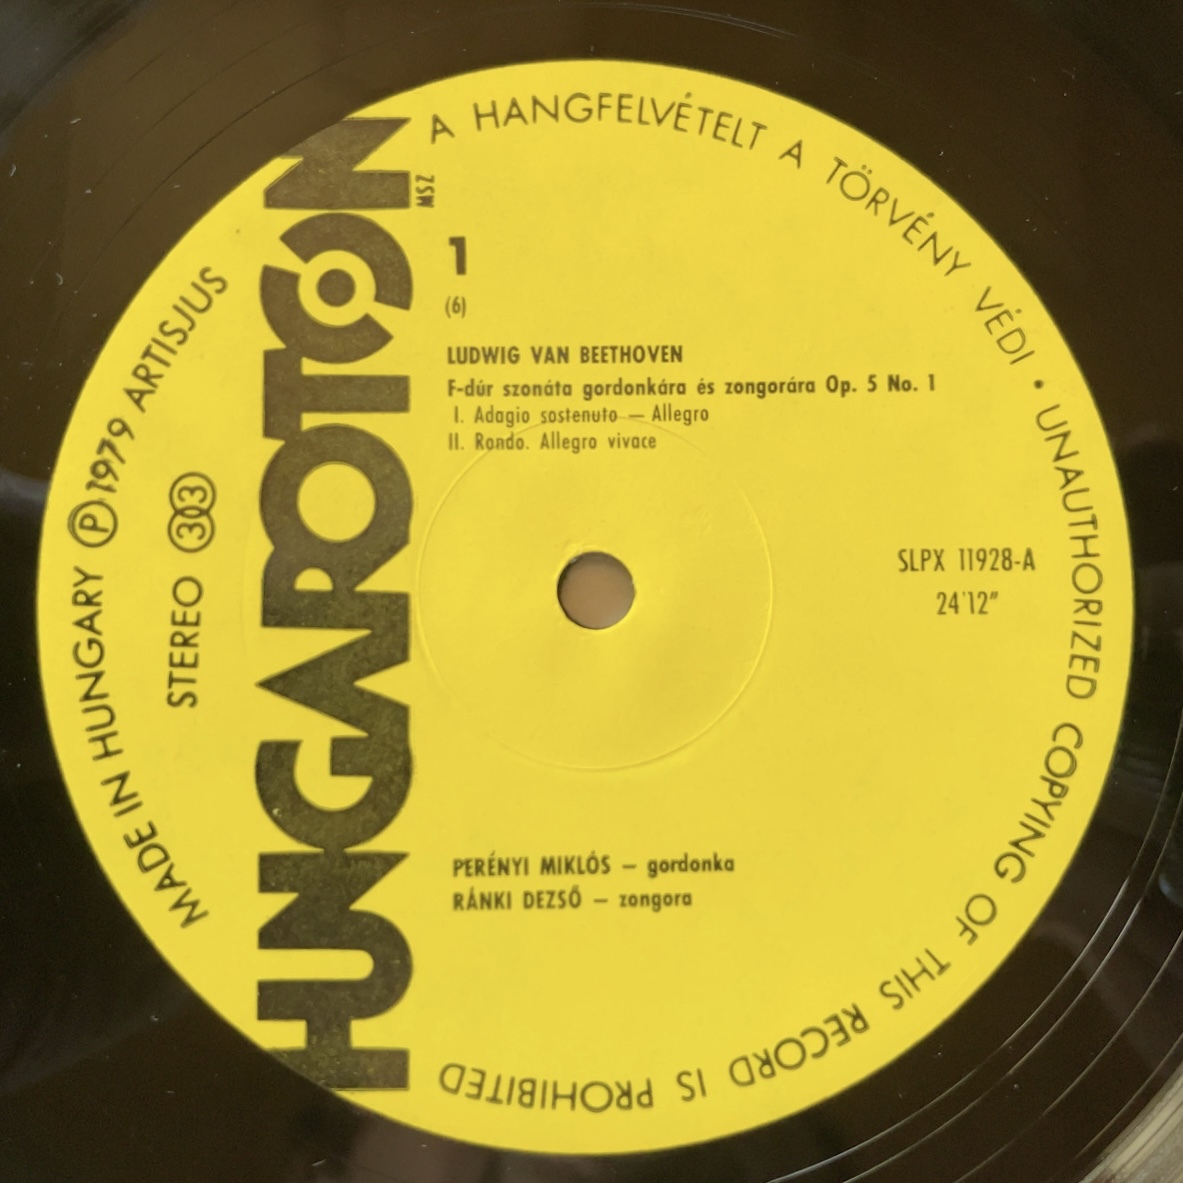 A HANGFELVÉTELT A TÖRVÉNY VÉDI • UNAUTHORIZED COPYING OF THIS RECORD IS PROHIBITED
MADE IN HUNGARY Ⓟ 1979 ARTISJUS
STEREO 303
HUNGAROTON
MSZ
1
(6)
LUDWIG VAN BEETHOVEN
F-dúr szonáta gordonkára és zongorára Op. 5 No. 1
I. Adagio sostenuto — Allegro
II. Rondo. Allegro vivace
SLPX 11928-A
24'12"
PERÉNYI MIKLÓS — gordonka
RÁNKI DEZSŐ — zongora